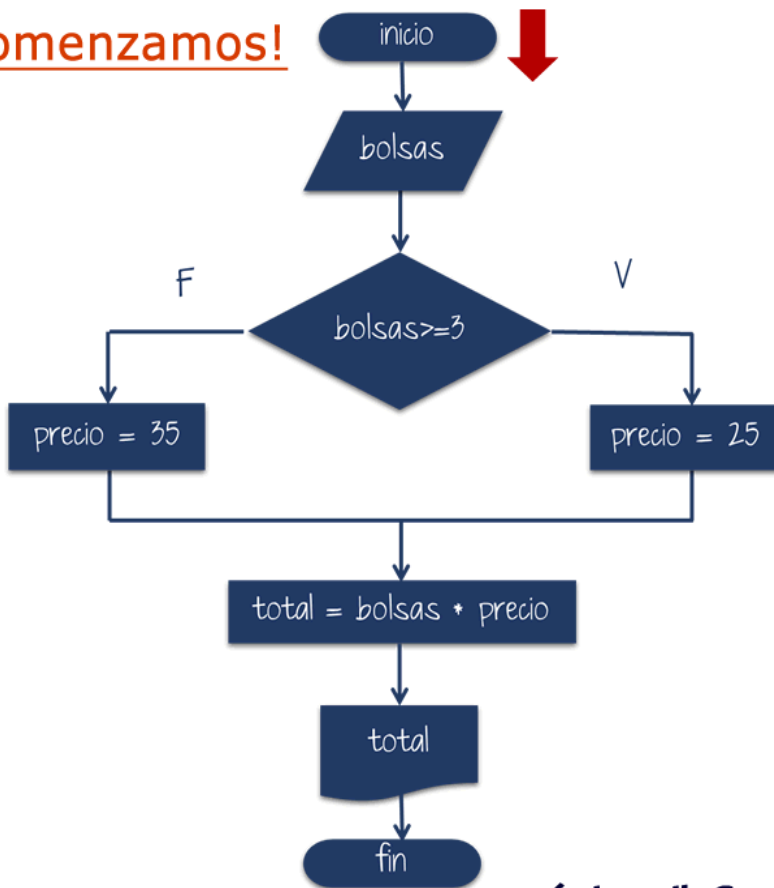 omenzamos!
inicio
bolsas
F
V
bolsas>=3
precio = 35
precio = 25
total = bolsas * precio
total
fin